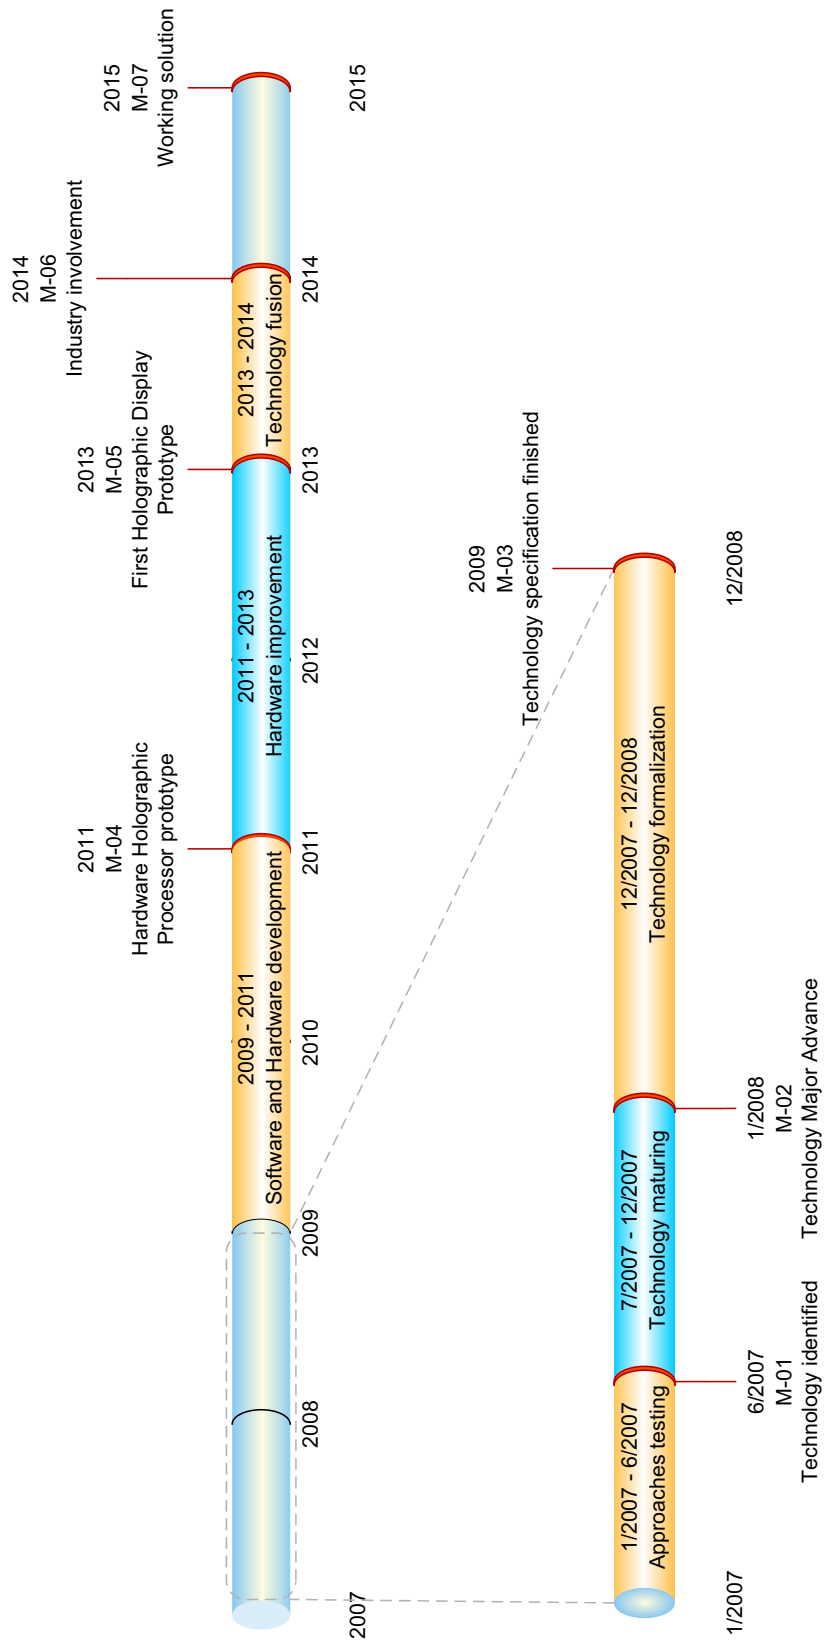 2011
M-04
Hardware Holographic
Processor prototype
2013
M-05
First Holographic Display
Prototype
2014
M-06
Industry involvement
2015
M-07
Working solution
2009 - 2011
Software and Hardware development
2011 - 2013
Hardware improvement
2013 - 2014
Technology fusion
2007
2008
2009
2010
2011
2012
2013
2014
2015
2009
M-03
Technology specification finished
1/2007 - 6/2007
Approaches testing
7/2007 - 12/2007
Technology maturing
12/2007 - 12/2008
Technology formalization
1/2007
12/2008
6/2007
M-01
Technology identified
1/2008
M-02
Technology Major Advance